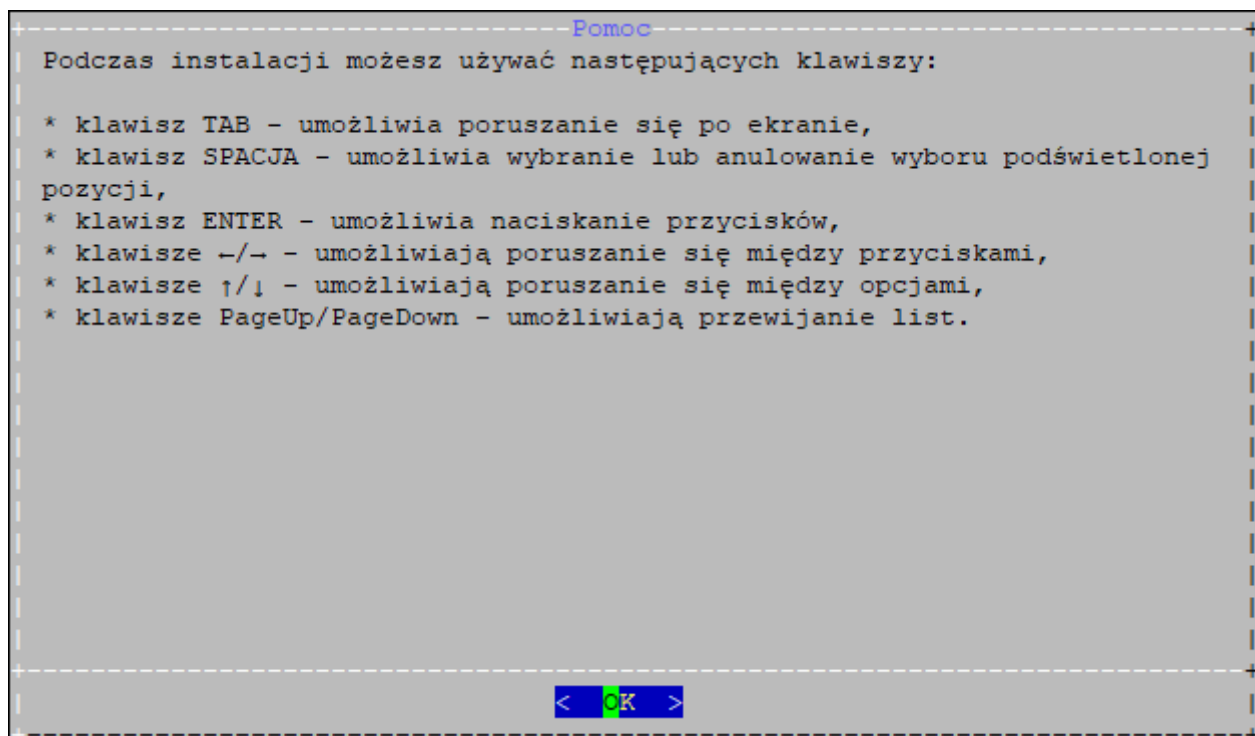 Pomoc
Podczas instalacji możesz używać następujących klawiszy:
* klawisz TAB - umożliwia poruszanie się po ekranie,
* klawisz SPACJA - umożliwia wybranie lub anulowanie wyboru podświetlonej
pozycji,
* klawisz ENTER - umożliwia naciskanie przycisków,
* klawisze ←/→ - umożliwiają poruszanie się między przyciskami,
* klawisze ↑/↓ - umożliwiają poruszanie się między opcjami,
* klawisze PageUp/PageDown - umożliwiają przewijanie list.
< OK >